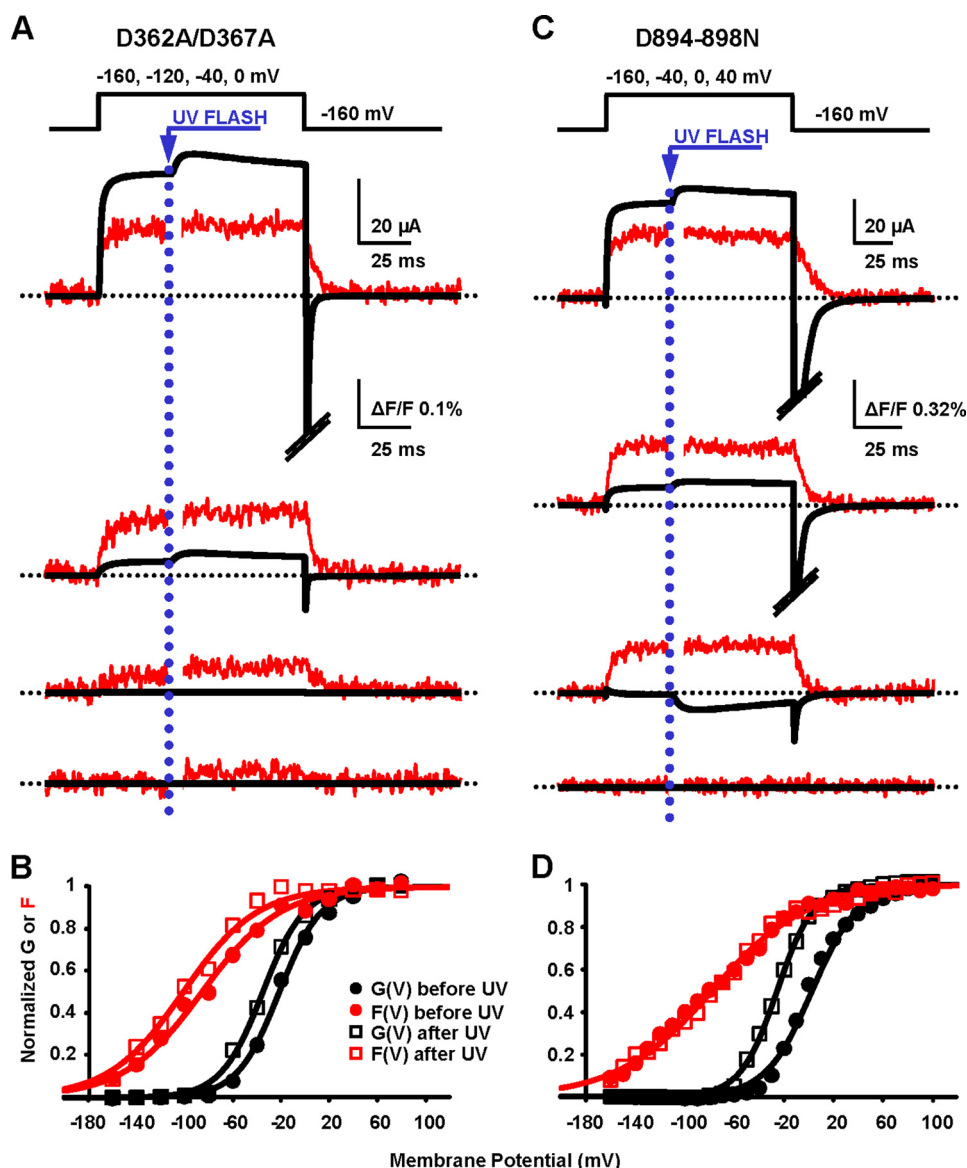 A
D362A/D367A
-160, -120, -40, 0 mV
UV FLASH
-160 mV
20 µA
25 ms
ΔF/F 0.1%
25 ms
C
D894-898N
-160, -40, 0, 40 mV
UV FLASH
-160 mV
20 µA
25 ms
ΔF/F 0.32%
25 ms
B
Normalized G or F
1
0.8
0.6
0.4
0.2
-180 -140 -100 -60 -20 20 60 100
G(V) before UV
F(V) before UV
G(V) after UV
F(V) after UV
D
1
0.8
0.6
0.4
0.2
-180 -140 -100 -60 -20 20 60 100
Membrane Potential (mV)